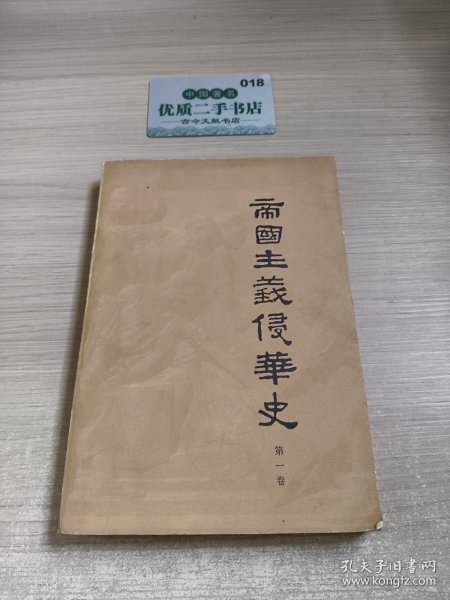 018
中国著名
优质二手书店
古今文献书店
帝國主義侵華史
第一卷
孔夫子旧书网
www.kongfz.com